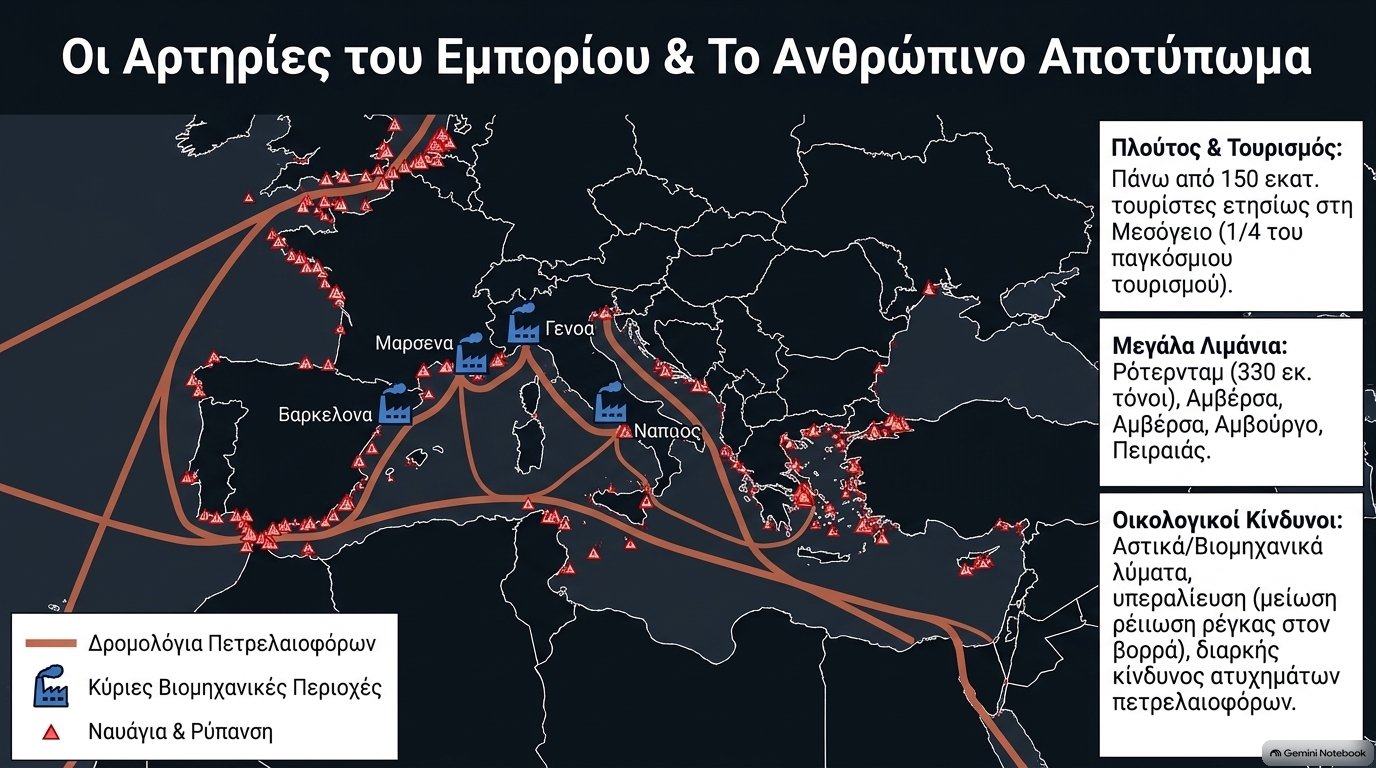 Οι Αρτηρίες του Εμπορίου & Το Ανθρώπινο Αποτύπωμα
Πλούτος & Τουρισμός:
Πάνω από 150 εκατ.
τουρίστες ετησίως στη
Μεσόγειο (1/4 του
παγκόσμιου
τουρισμού).
Μεγάλα Λιμάνια:
Ρότερνταμ (330 εκ.
τόνοι), Αμβέρσα,
Αμβέρσα, Αμβούργο,
Πειραιάς.
Οικολογικοί Κίνδυνοι:
Αστικά/Βιομηχανικά
λύματα,
υπεραλίευση (μείωση
ρέιιωση ρέγκας στον
βορρά), διαρκής
κίνδυνος ατυχημάτων
πετρελαιοφόρων.
Γενοα
Μαρσενα
Βαρκελονα
Ναπαος
Δρομολόγια Πετρελαιοφόρων
Κύριες Βιομηχανικές Περιοχές
Ναυάγια & Ρύπανση
Gemini Notebook